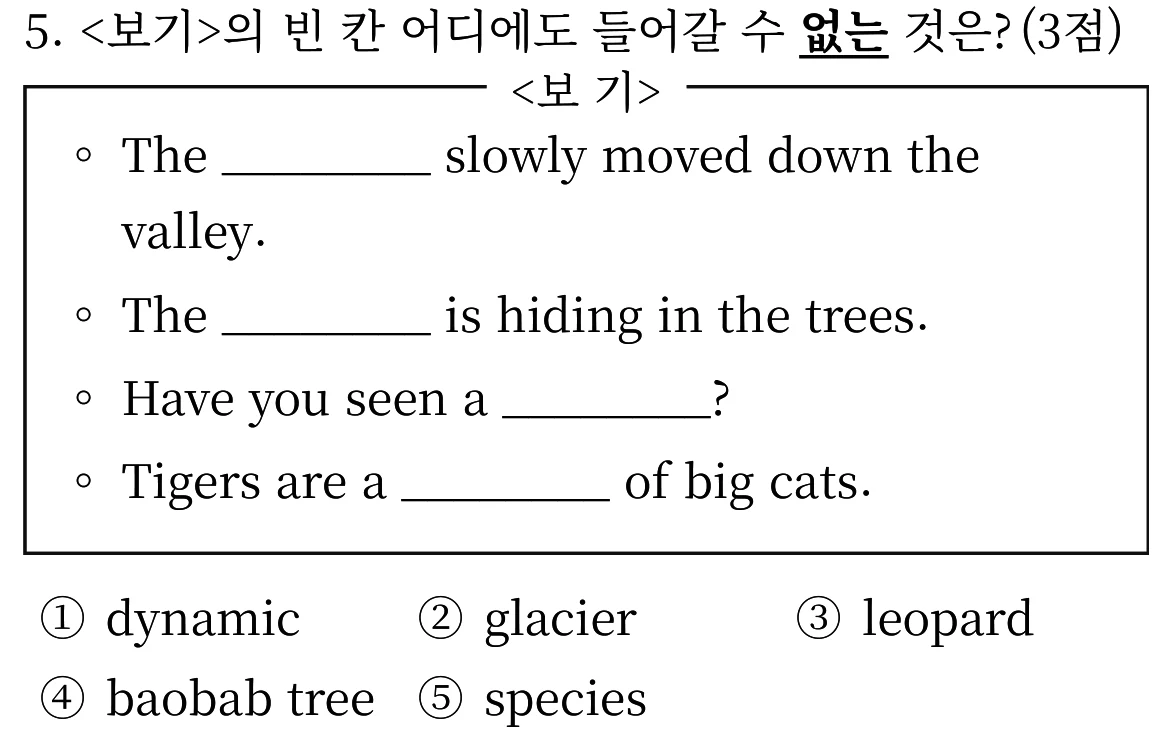 5. <보기>의 빈 칸 어디에도 들어갈 수 없는 것은?(3점)
<보 기>
◦ The ________ slowly moved down the
valley.
◦ The ________ is hiding in the trees.
◦ Have you seen a ________?
◦ Tigers are a ________ of big cats.
① dynamic ② glacier ③ leopard
④ baobab tree ⑤ species